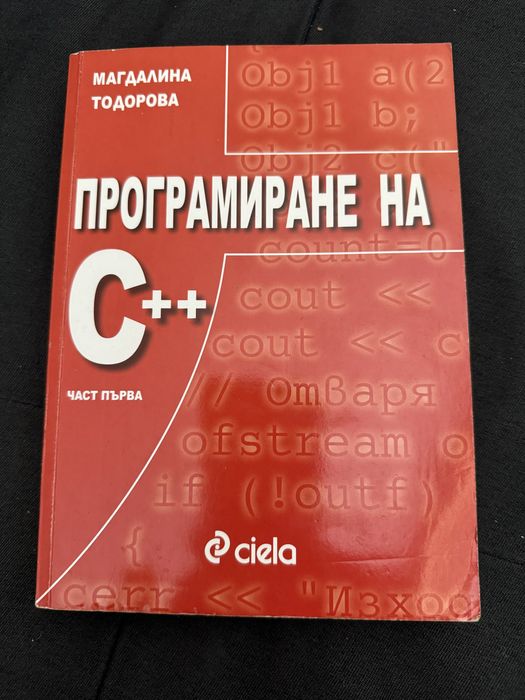 МАГДАЛИНА
ТОДОРОВА
{
Obj1 a(2
Obj1 b;
Obj2 c("
ПРОГРАМИРАНЕ НА
C++
count=0
cout <<
cout << c
ЧАСТ ПЪРВА
// Отваря
ofstream o
if (!outf)
{
ciela
cerr << "Изход